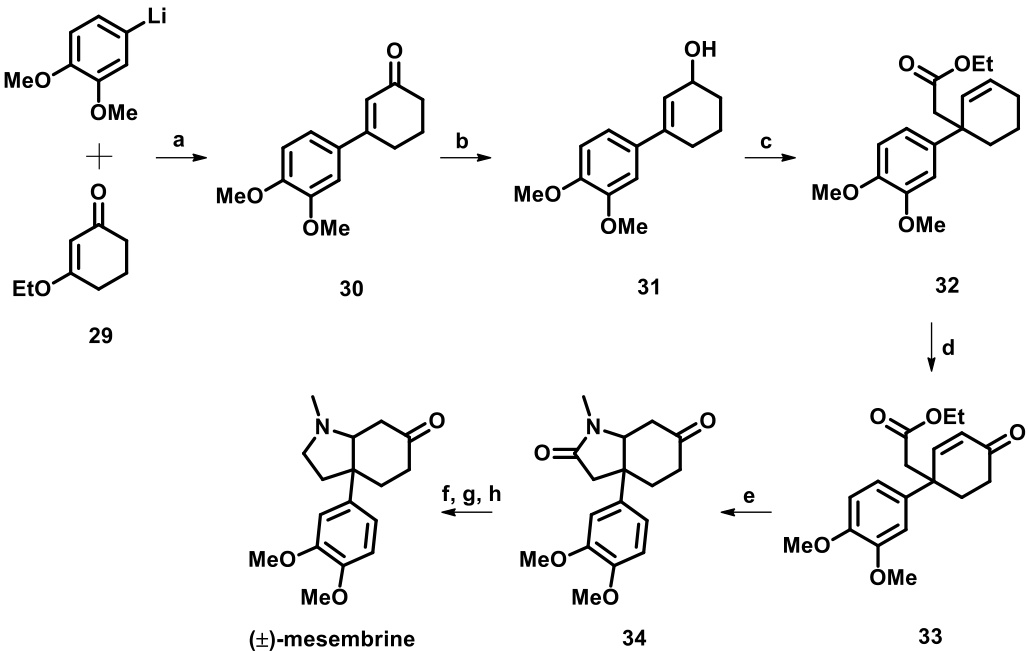 Li
MeO
OMe
O
EtO
29
a
O
MeO
OMe
30
b
OH
MeO
OMe
31
c
O
OEt
MeO
OMe
32
d
O
OEt
O
MeO
OMe
33
e
N
O
O
MeO
MeO
34
f, g, h
N
O
MeO
MeO
(±)-mesembrine